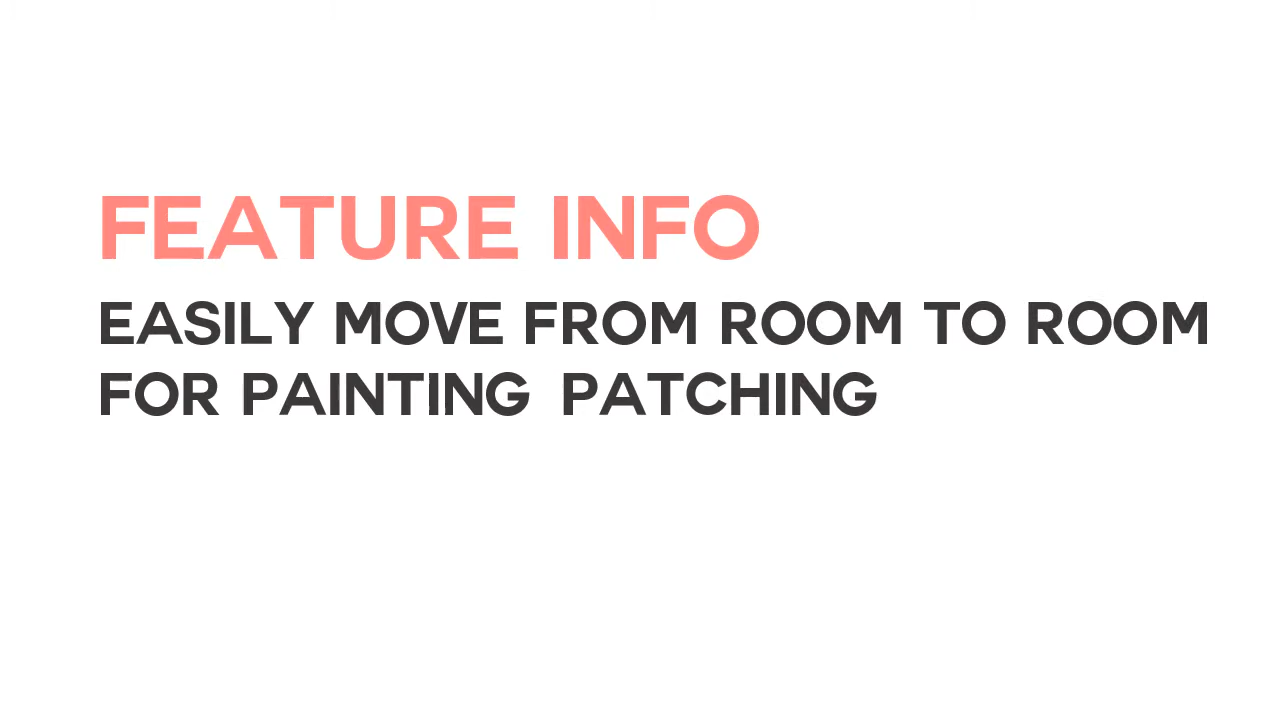 FEATURE INFO
EASILY MOVE FROM ROOM TO ROOM
FOR PAINTING PATCHING